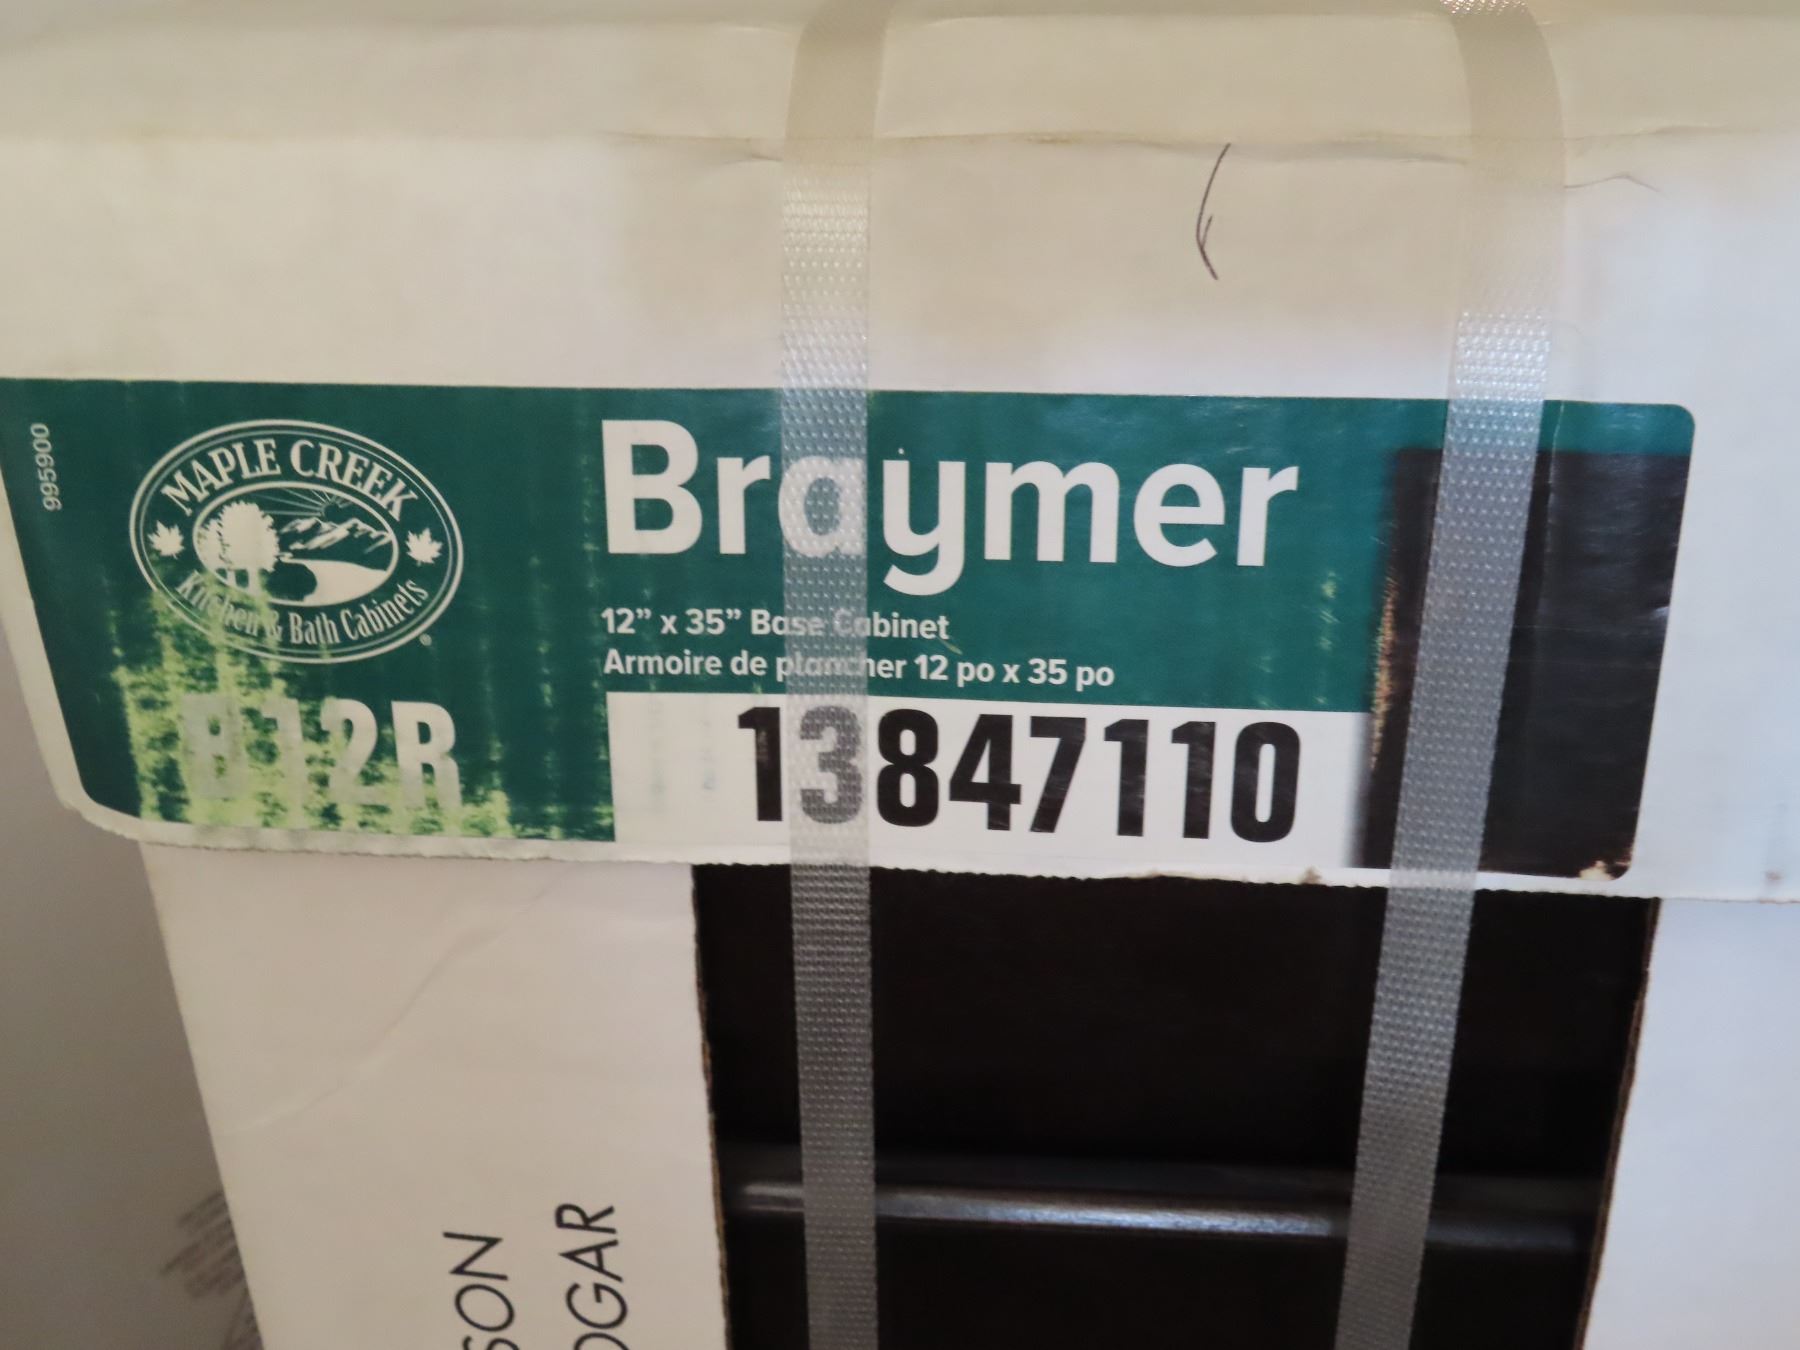 995900
MAPLE CREEK
Kitchen & Bath Cabinets
Braymer
12" x 35" Base Cabinet
Armoire de plancher 12 po x 35 po
B12R
13847110
SON
OGAR